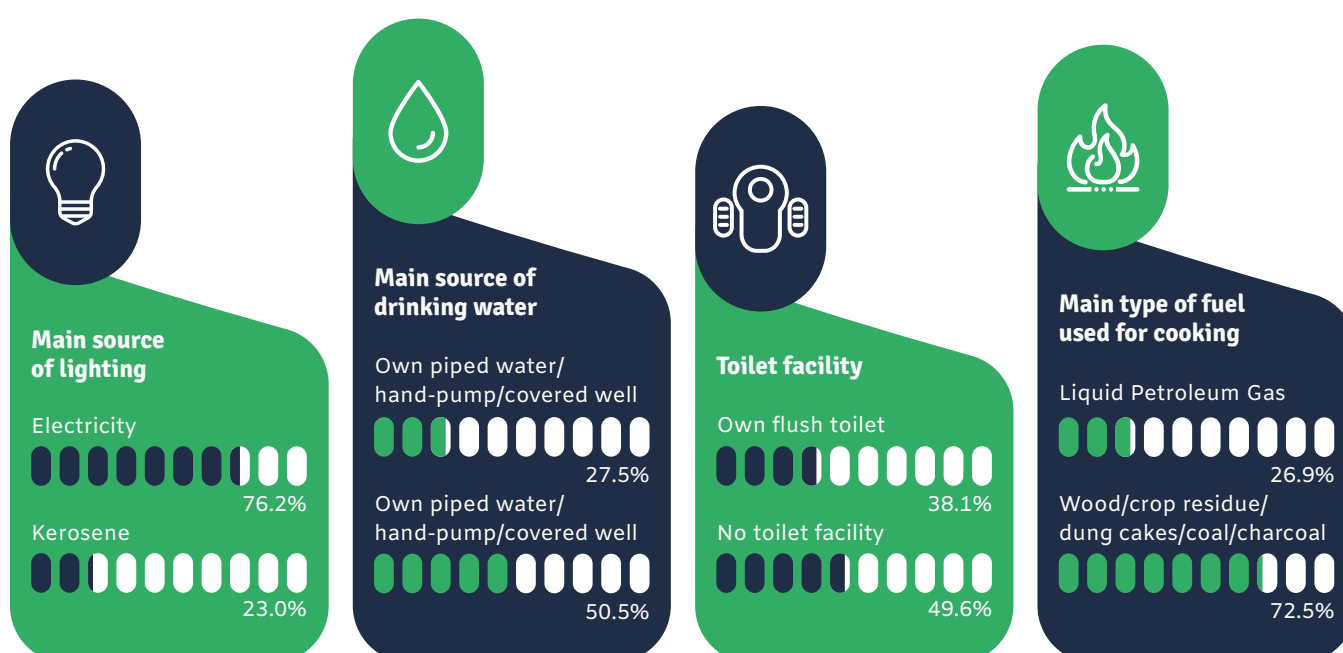 Main source
of lighting
Electricity
76.2%
Kerosene
23.0%
Main source of
drinking water
Own piped water/
hand-pump/covered well
27.5%
Own piped water/
hand-pump/covered well
50.5%
Toilet facility
Own flush toilet
38.1%
No toilet facility
49.6%
Main type of fuel
used for cooking
Liquid Petroleum Gas
26.9%
Wood/crop residue/
dung cakes/coal/charcoal
72.5%